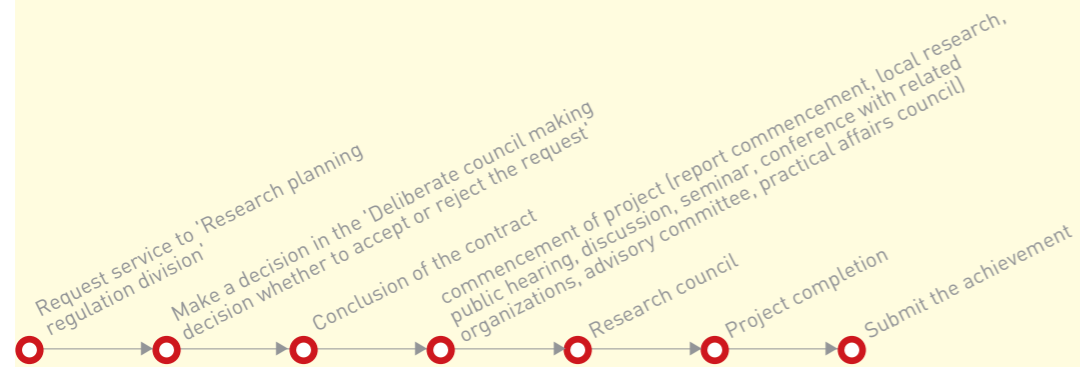 Request service to 'Research planning
regulation division'
Make a decision in the 'Deliberate council making
decision whether to accept or reject the request'
Conclusion of the contract
commencement of project (report commencement, local research,
public hearing, discussion, seminar, conference with related
organizations, advisory committee, practical affairs council)
Research council
Project completion
Submit the achievement